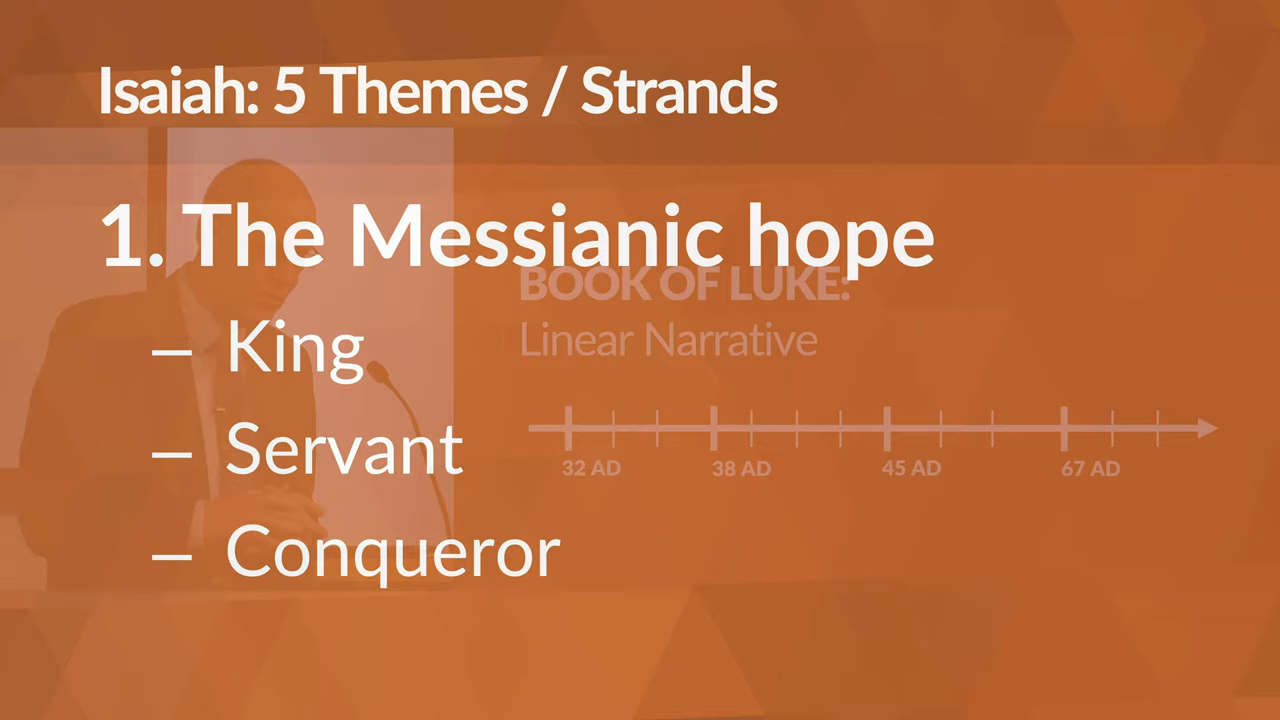 Isaiah: 5 Themes / Strands
1. The Messianic hope
BOOK OF LUKE:
– King
Linear Narrative
– Servant
32 AD 38 AD 45 AD 67 AD
– Conqueror